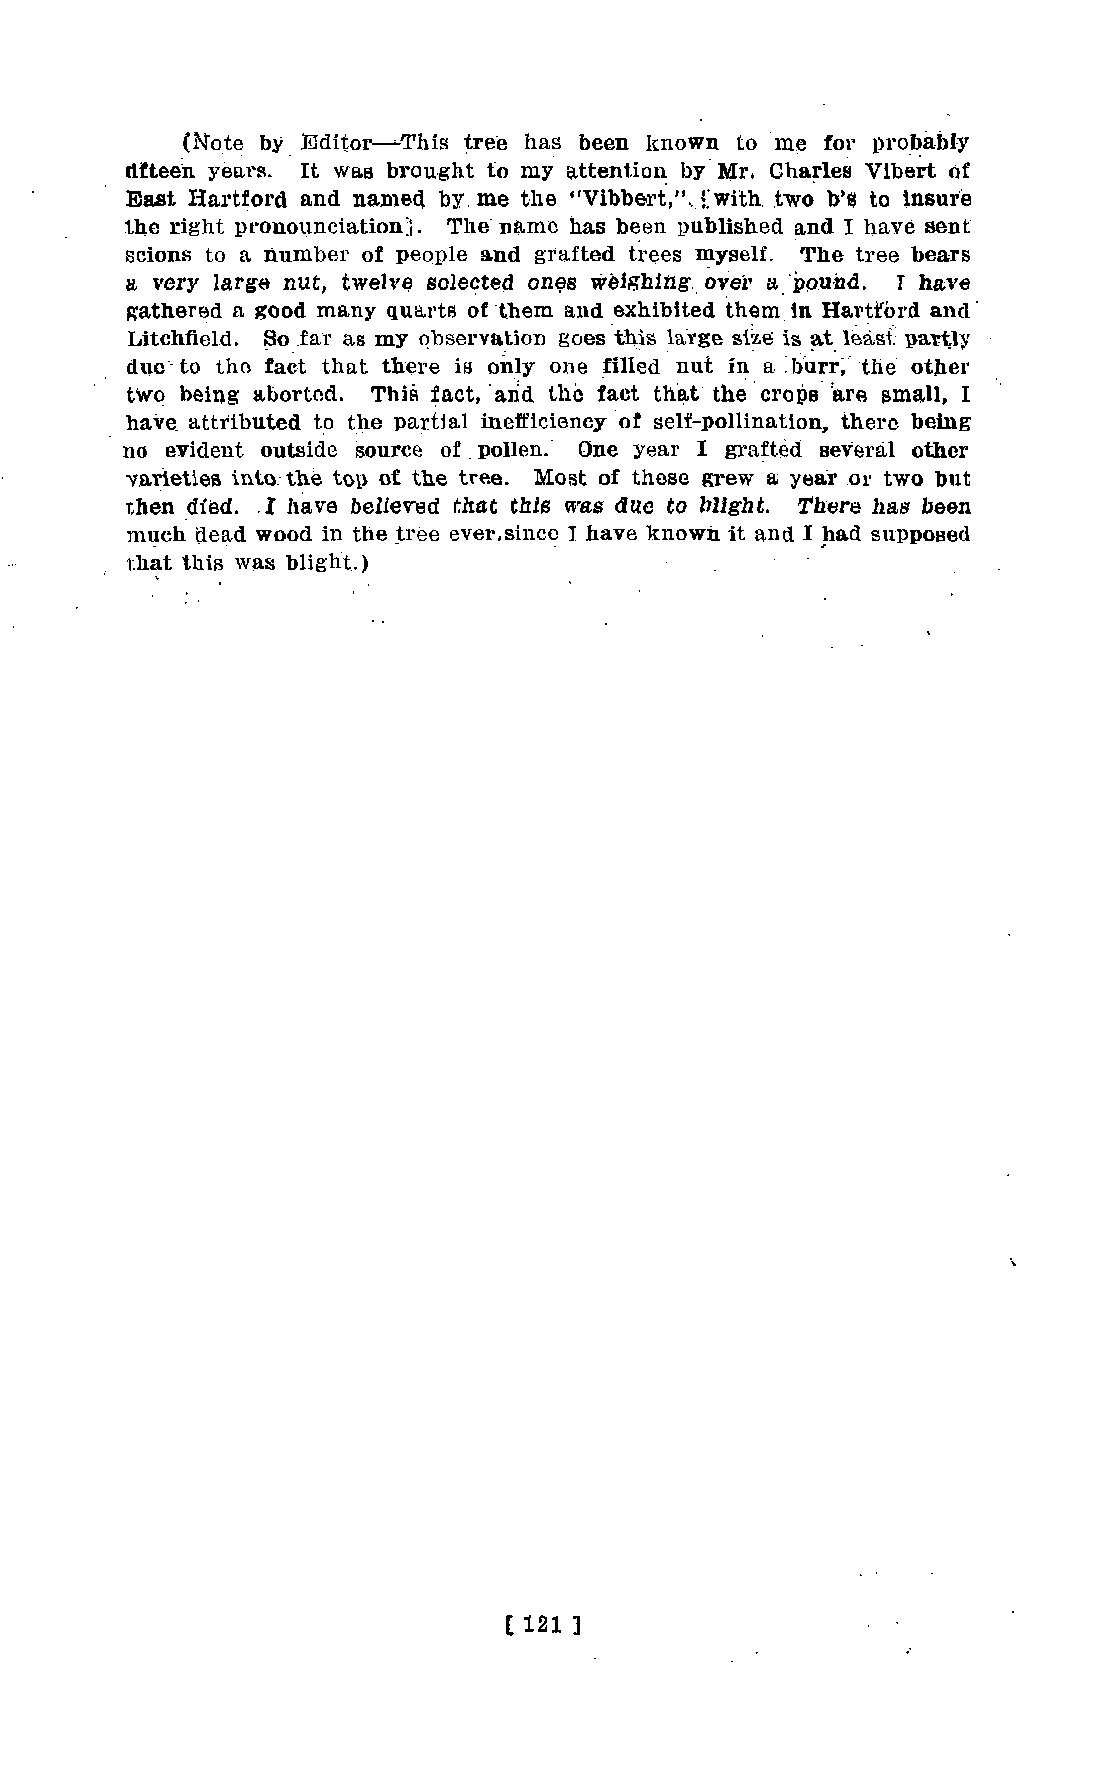 (Note by Editor—This tree has been known to me for probably
fifteen years. It was brought to my attention by Mr. Charles Vibert of
East Hartford and named by me the "Vibbert," [with two b's to insure
the right pronounciation]. The name has been published and I have sent
scions to a number of people and grafted trees myself. The tree bears
a very large nut, twelve selected ones weighing over a pound. I have
gathered a good many quarts of them and exhibited them in Hartford and
Litchfield. So far as my observation goes this large size is at least partly
due to the fact that there is only one filled nut in a burr, the other
two being aborted. This fact, and the fact that the crops are small, I
have attributed to the partial inefficiency of self-pollination, there being
no evident outside source of pollen. One year I grafted several other
varieties into the top of the tree. Most of these grew a year or two but
then died. I have believed that this was due to blight. There has been
much dead wood in the tree ever since I have known it and I had supposed
that this was blight.)
[ 121 ]